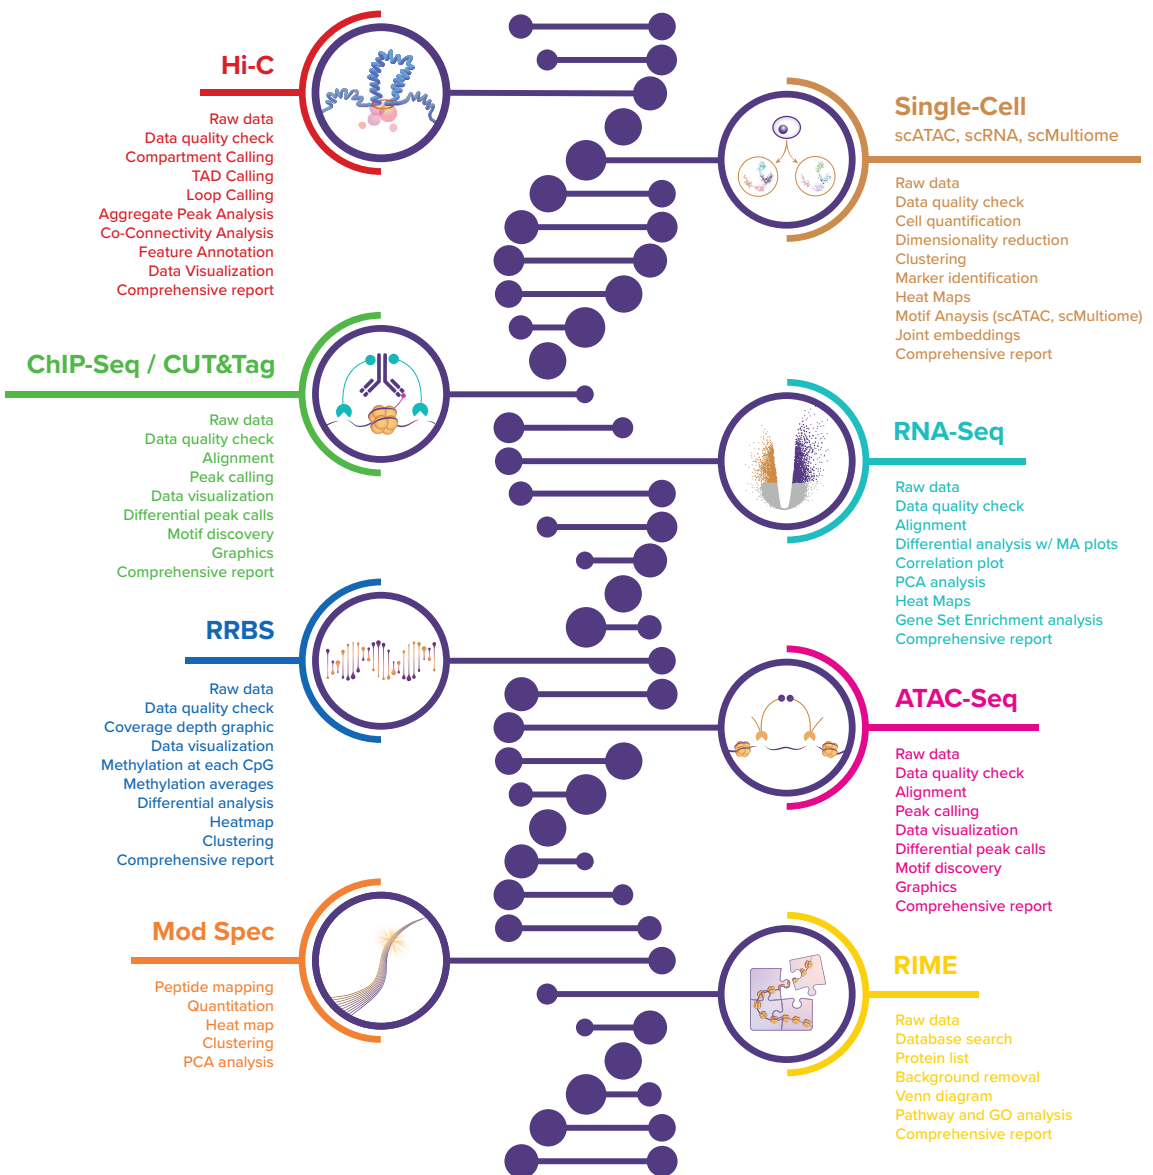 Hi-C
Raw data
Data quality check
Compartment Calling
TAD Calling
Loop Calling
Aggregate Peak Analysis
Co-Connectivity Analysis
Feature Annotation
Data Visualization
Comprehensive report
Single-Cell
scATAC, scRNA, scMultiome
Raw data
Data quality check
Cell quantification
Dimensionality reduction
Clustering
Marker identification
Heat Maps
Motif Anaysis (scATAC, scMultiome)
Joint embeddings
Comprehensive report
ChIP-Seq / CUT&Tag
Raw data
Data quality check
Alignment
Peak calling
Data visualization
Differential peak calls
Motif discovery
Graphics
Comprehensive report
RNA-Seq
Raw data
Data quality check
Alignment
Differential analysis w/ MA plots
Correlation plot
PCA analysis
Heat Maps
Gene Set Enrichment analysis
Comprehensive report
RRBS
Raw data
Data quality check
Coverage depth graphic
Data visualization
Methylation at each CpG
Methylation averages
Differential analysis
Heatmap
Clustering
Comprehensive report
ATAC-Seq
Raw data
Data quality check
Alignment
Peak calling
Data visualization
Differential peak calls
Motif discovery
Graphics
Comprehensive report
Mod Spec
Peptide mapping
Quantitation
Heat map
Clustering
PCA analysis
RIME
Raw data
Database search
Protein list
Background removal
Venn diagram
Pathway and GO analysis
Comprehensive report